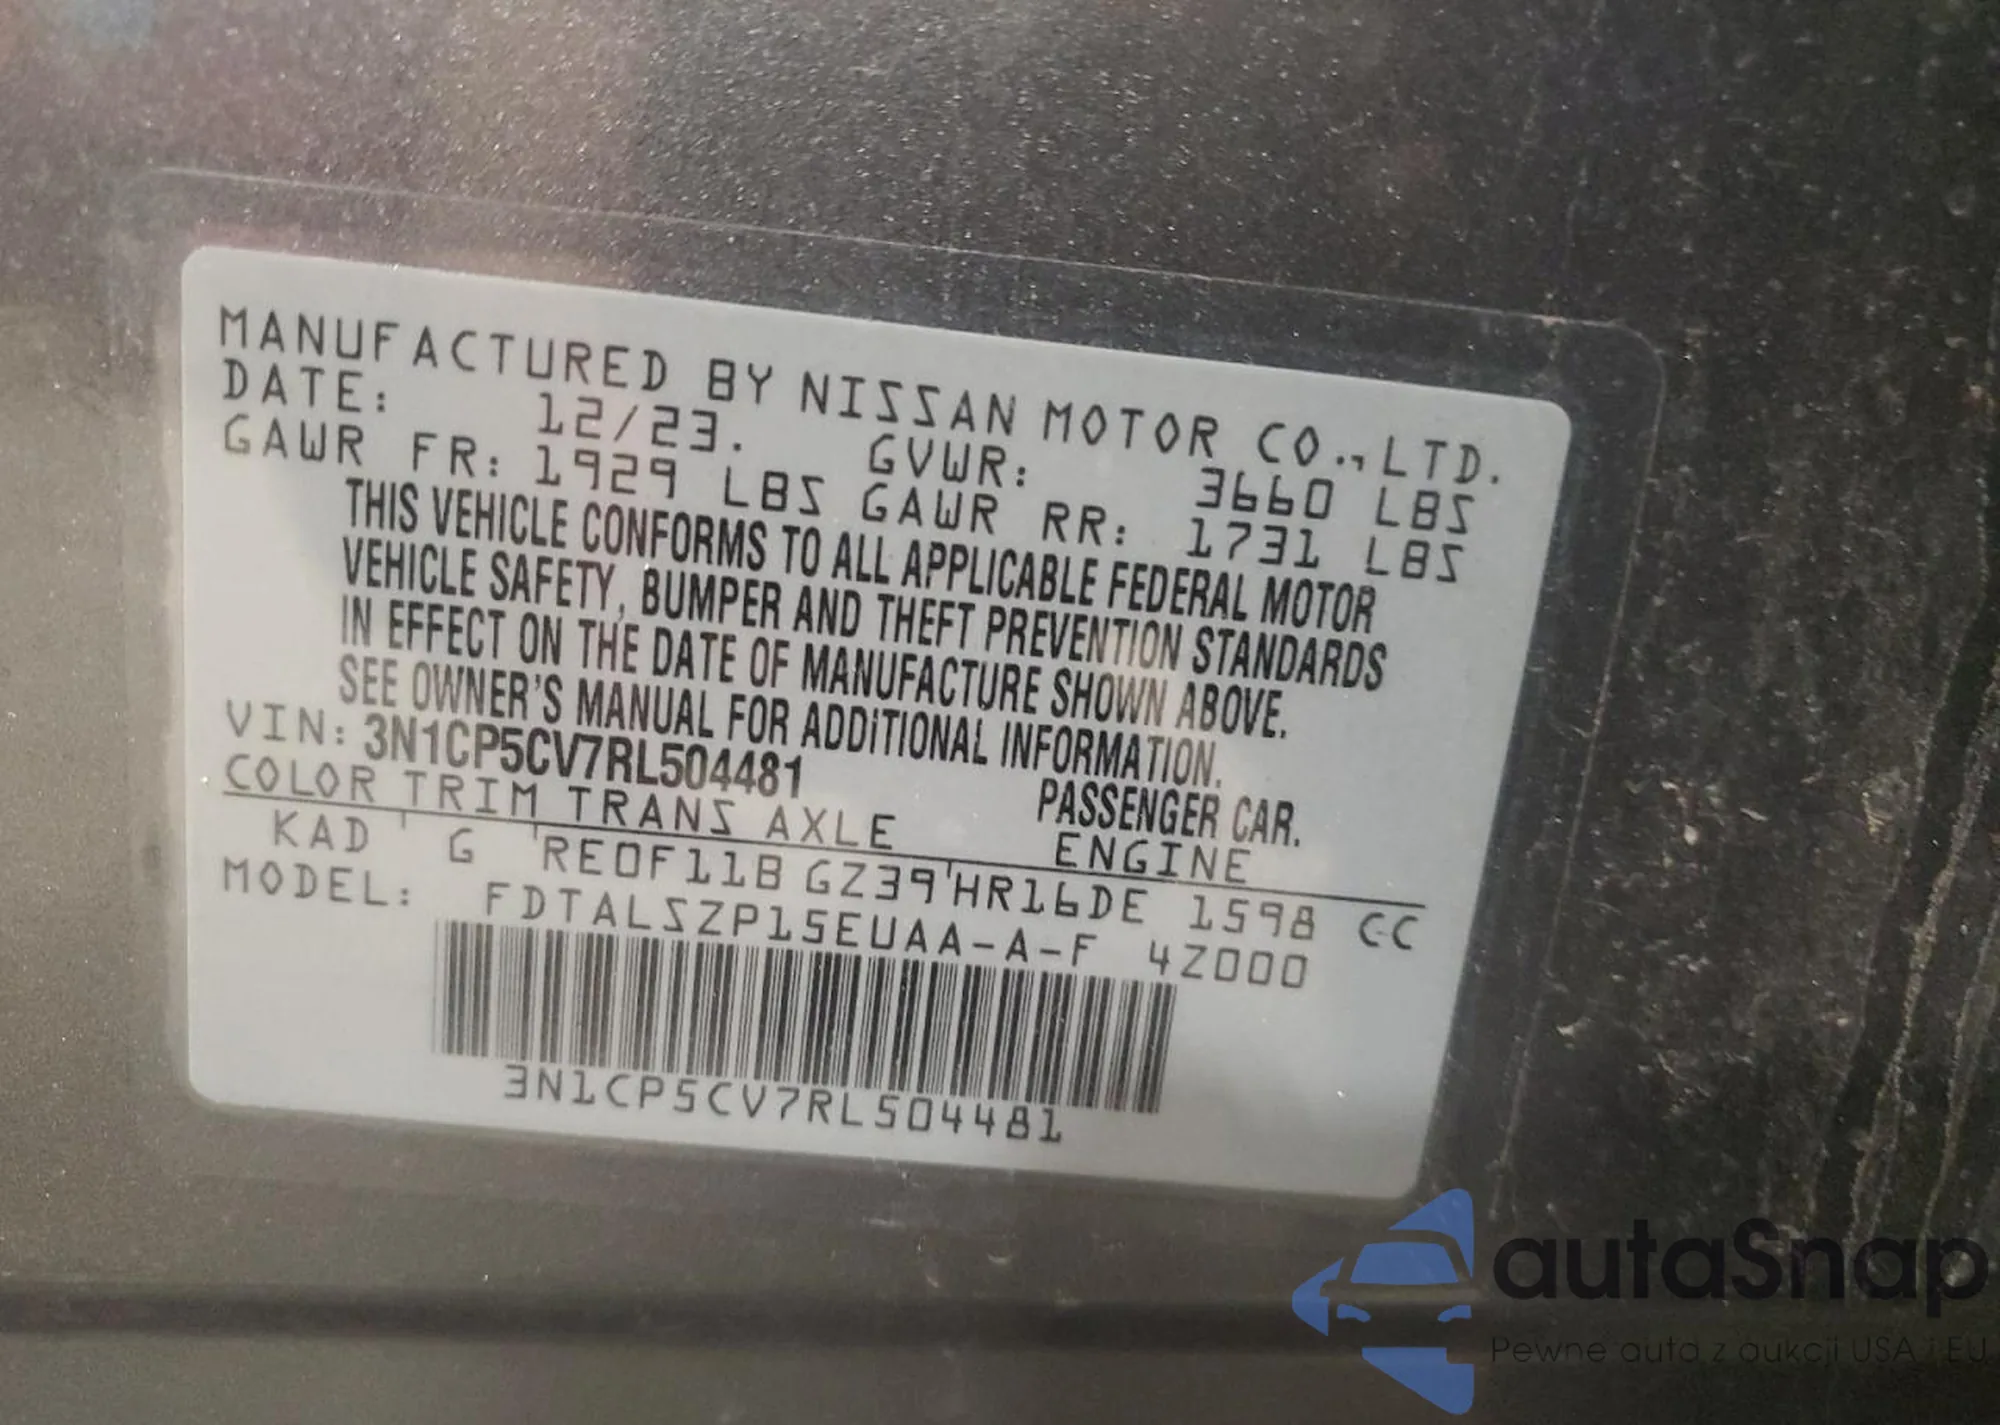 MANUFACTURED BY NISSAN MOTOR CO.,LTD.
DATE: 12/23. GVWR: 3660 LBS
GAWR FR: 1929 LBS GAWR RR: 1731 LBS
THIS VEHICLE CONFORMS TO ALL APPLICABLE FEDERAL MOTOR
VEHICLE SAFETY, BUMPER AND THEFT PREVENTION STANDARDS
IN EFFECT ON THE DATE OF MANUFACTURE SHOWN ABOVE.
SEE OWNER'S MANUAL FOR ADDITIONAL INFORMATION.
VIN: 3N1CP5CV7RL504481 PASSENGER CAR.
COLOR TRIM TRANS AXLE ENGINE
KAD G RE0F11B GZ39 HR16DE 1598 CC
MODEL: FDTALSZP15EUAA-A-F 4Z000
3N1CP5CV7RL504481
autaSnap
Pewne auta z aukcji USA i EU